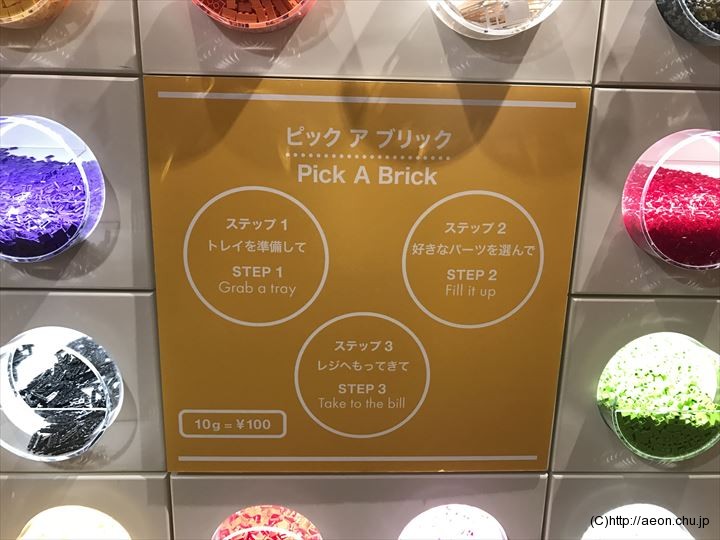 ピック ア ブリック
Pick A Brick
ステップ 1
トレイを準備して
STEP 1
Grab a tray
ステップ 2
好きなパーツを選んで
STEP 2
Fill it up
ステップ 3
レジへもってきて
STEP 3
Take to the bill
10g = ¥100
(C)http://aeon.chu.jp